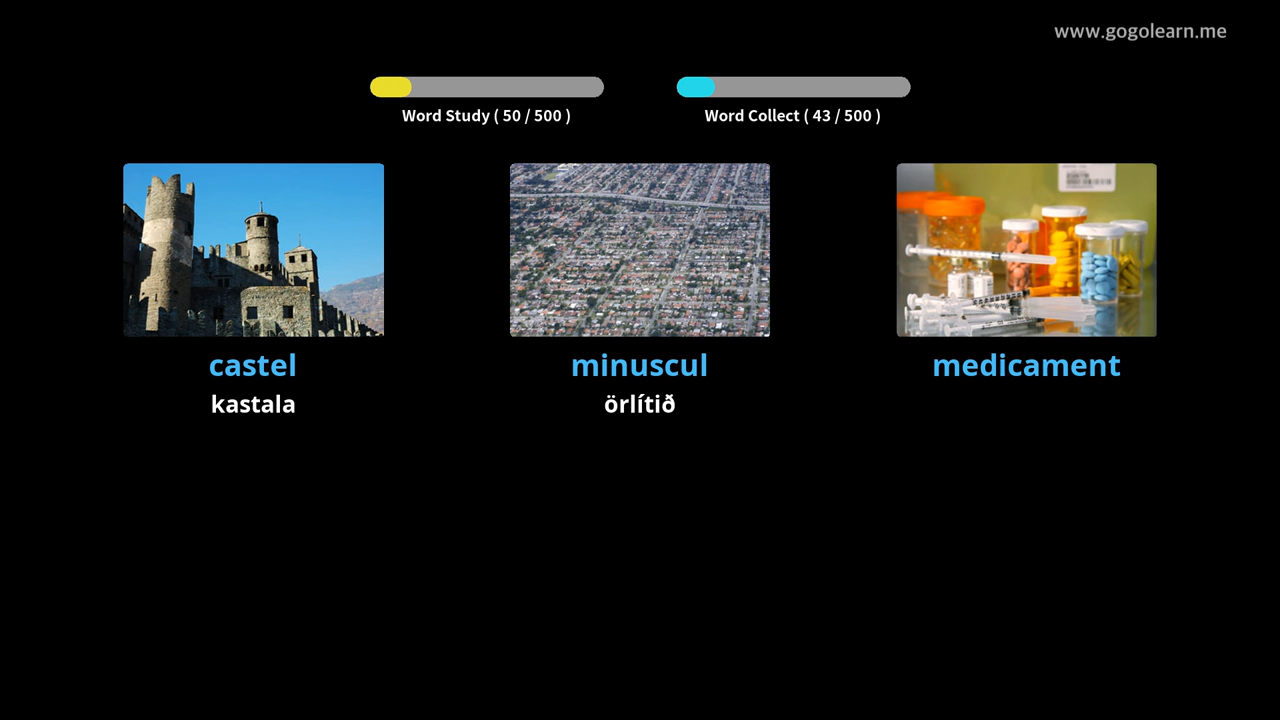 www.gogolearn.me
Word Study ( 50 / 500 )
Word Collect ( 43 / 500 )
castel
minuscul
medicament
kastala
örlítið